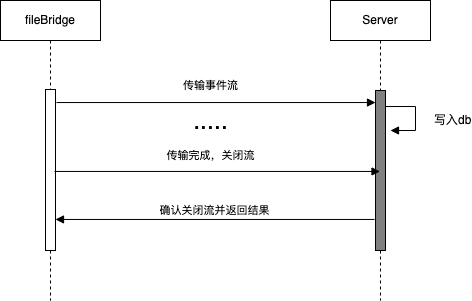 fileBridge
Server
传输事件流
写入db
.....
传输完成，关闭流
确认关闭流并返回结果